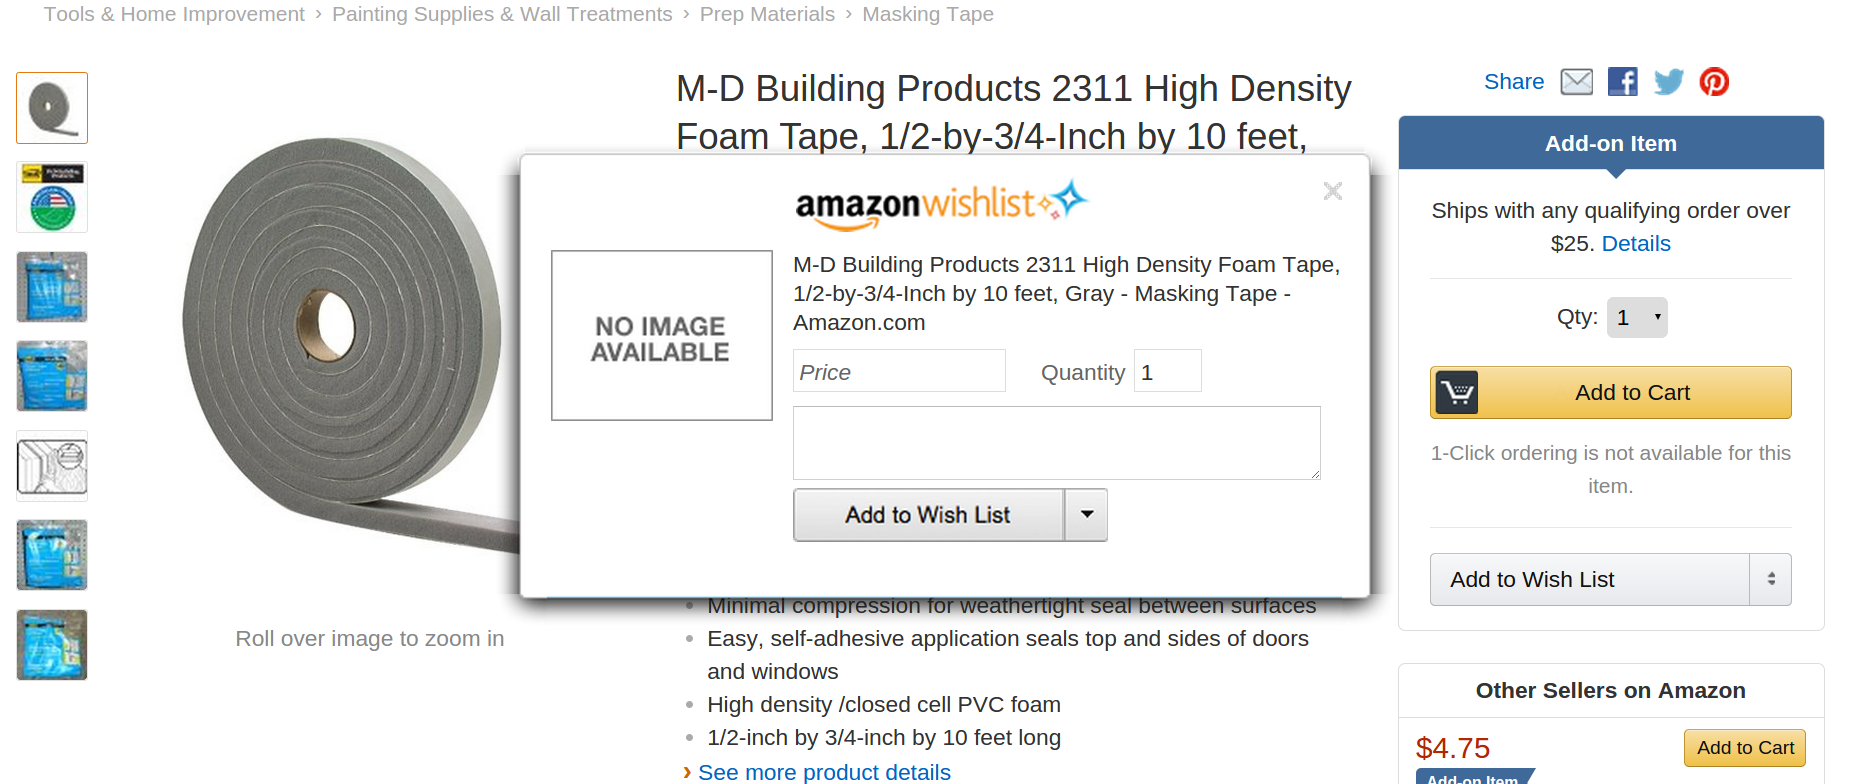 Tools & Home Improvement › Painting Supplies & Wall Treatments › Prep Materials › Masking Tape
M-D Building Products 2311 High Density
Foam Tape, 1/2-by-3/4-Inch by 10 feet,
Roll over image to zoom in
amazonwishlist
NO IMAGE
AVAILABLE
M-D Building Products 2311 High Density Foam Tape,
1/2-by-3/4-Inch by 10 feet, Gray - Masking Tape -
Amazon.com
Price Quantity 1
Add to Wish List
Minimal compression for weathertight seal between surfaces
Easy, self-adhesive application seals top and sides of doors
and windows
High density /closed cell PVC foam
1/2-inch by 3/4-inch by 10 feet long
› See more product details
Share
Add-on Item
Ships with any qualifying order over
$25. Details
Qty: 1
Add to Cart
1-Click ordering is not available for this
item.
Add to Wish List
Other Sellers on Amazon
$4.75 Add to Cart
Add-on Item